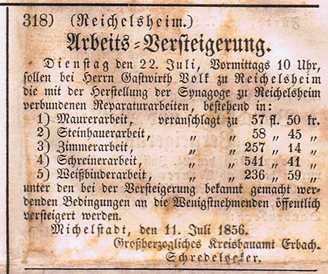 318) (Reichelsheim.)
Arbeits-Versteigerung.
Dienstag den 22. Juli, Vormittags 10 Uhr,
sollen bei Herrn Gastwirth Volk zu Reichelsheim
die mit der Herstellung der Synagoge zu Reichelsheim
verbundenen Reparaturarbeiten, bestehend in:
1) Maurerarbeit, veranschlagt zu 57 fl. 50 kr.
2) Steinhauerarbeit, „ „ 58 „ 45 „
3) Zimmerarbeit, „ „ 257 „ 14 „
4) Schreinerarbeit, „ „ 541 „ 41 „
5) Weißbinderarbeit, „ „ 236 „ 59 „
unter den bei der Versteigerung bekannt gemacht wer-
denden Bedingungen an die Wenigstnehmenden öffentlich
versteigert werden.
Michelstadt, den 11. Juli 1856.
Großherzogliches Kreisbauamt Erbach.
Schredelseker.